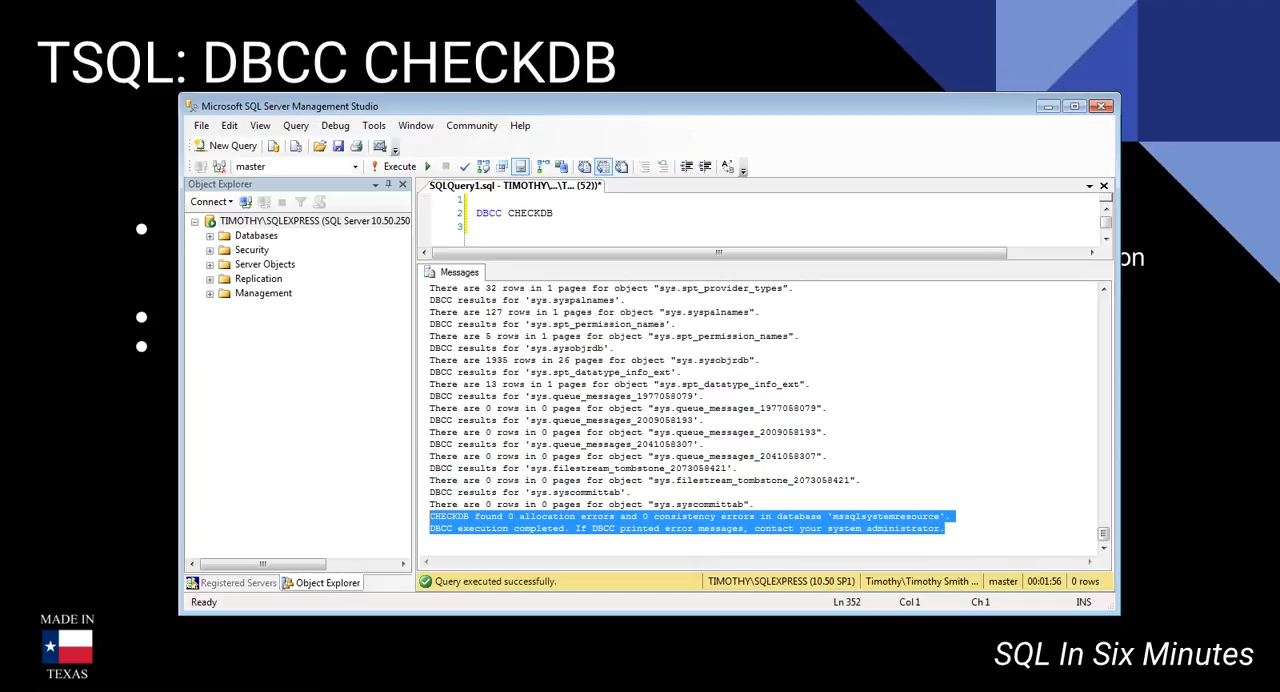 TSQL: DBCC CHECKDB
Microsoft SQL Server Management Studio
File Edit View Query Debug Tools Window Community Help
New Query
master Execute
Object Explorer
Connect
TIMOTHY\SQLEXPRESS (SQL Server 10.50.250
Databases
Security
Server Objects
Replication
Management
Registered Servers Object Explorer
SQLQuery1.sql - TIMOTHY\...\T... (52))*
1
2 DBCC CHECKDB
3
Messages
There are 32 rows in 1 pages for object "sys.spt_provider_types".
DBCC results for 'sys.syspalnames'.
There are 127 rows in 1 pages for object "sys.syspalnames".
DBCC results for 'sys.spt_permission_names'.
There are 5 rows in 1 pages for object "sys.spt_permission_names".
DBCC results for 'sys.sysobjrdb'.
There are 1935 rows in 26 pages for object "sys.sysobjrdb".
DBCC results for 'sys.spt_datatype_info_ext'.
There are 13 rows in 1 pages for object "sys.spt_datatype_info_ext".
DBCC results for 'sys.queue_messages_1977058079'.
There are 0 rows in 0 pages for object "sys.queue_messages_1977058079".
DBCC results for 'sys.queue_messages_2009058193'.
There are 0 rows in 0 pages for object "sys.queue_messages_2009058193".
DBCC results for 'sys.queue_messages_2041058307'.
There are 0 rows in 0 pages for object "sys.queue_messages_2041058307".
DBCC results for 'sys.filestream_tombstone_2073058421'.
There are 0 rows in 0 pages for object "sys.filestream_tombstone_2073058421".
DBCC results for 'sys.syscommittab'.
There are 0 rows in 0 pages for object "sys.syscommittab".
CHECKDB found 0 allocation errors and 0 consistency errors in database 'mssqlsystemresource'.
DBCC execution completed. If DBCC printed error messages, contact your system administrator.
Query executed successfully. TIMOTHY\SQLEXPRESS (10.50 SP1) Timothy\Timothy Smith ... master 00:01:56 0 rows
Ready Ln 352 Col 1 Ch 1 INS
on
MADE IN
TEXAS
SQL In Six Minutes